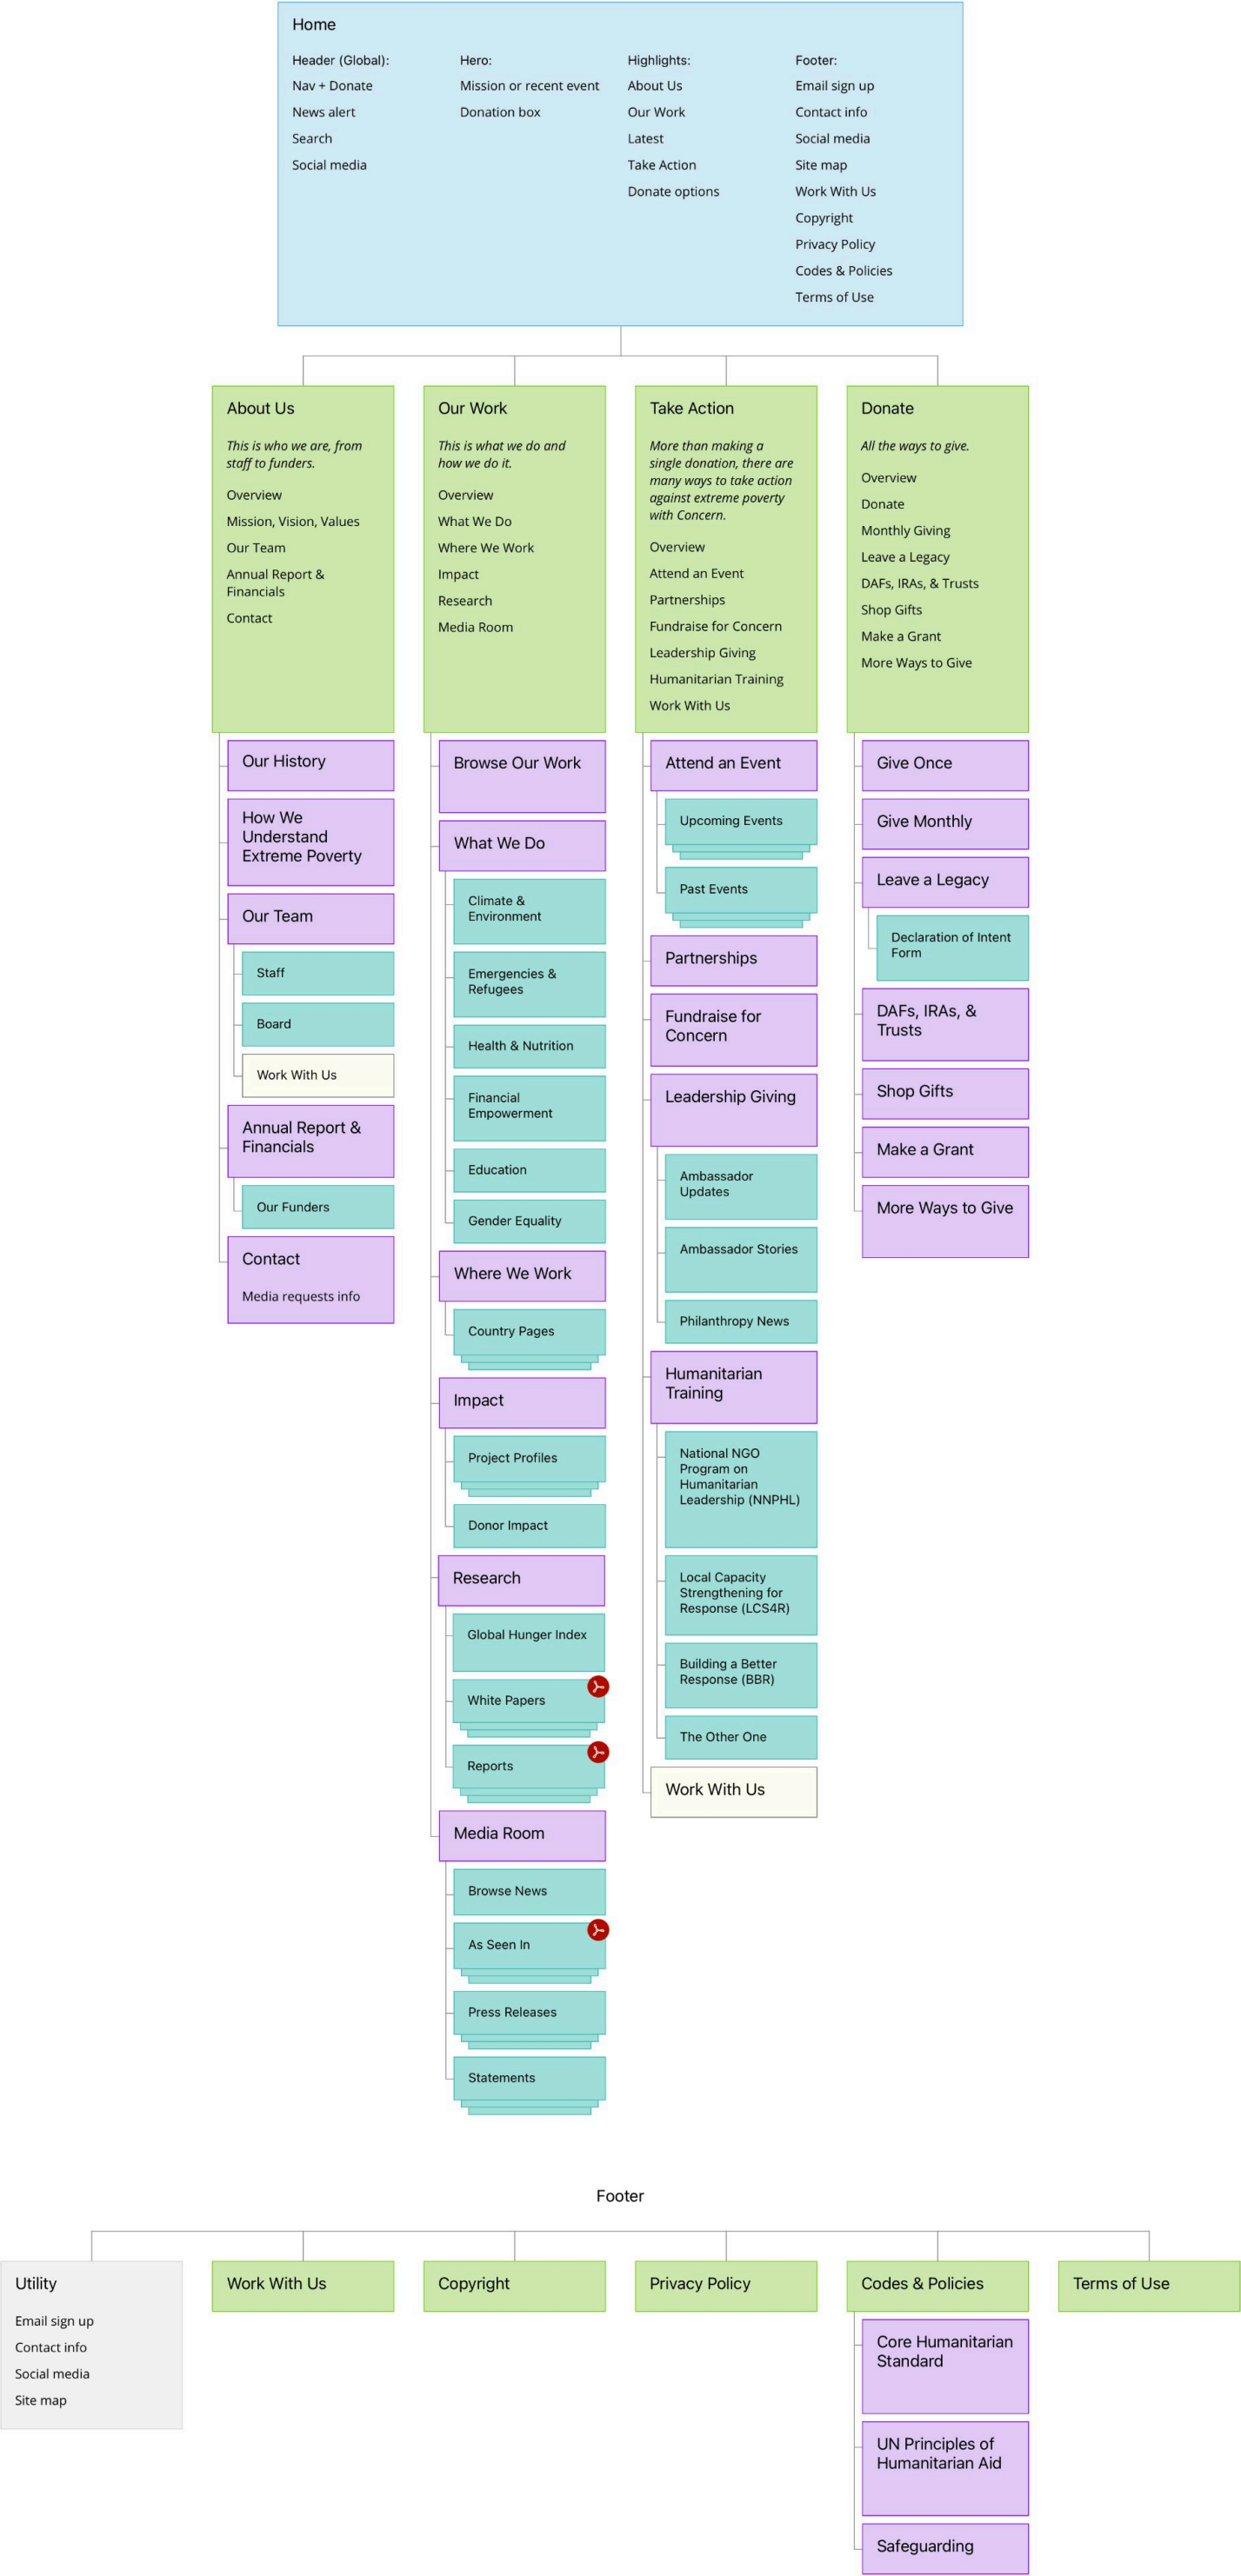 Home
Header (Global):
Nav + Donate
News alert
Search
Social media
Hero:
Mission or recent event
Donation box
Highlights:
About Us
Our Work
Latest
Take Action
Donate options
Footer:
Email sign up
Contact info
Social media
Site map
Work With Us
Copyright
Privacy Policy
Codes & Policies
Terms of Use
About Us
This is who we are, from
staff to funders.
Overview
Mission, Vision, Values
Our Team
Annual Report &
Financials
Contact
Our History
How We
Understand
Extreme Poverty
Our Team
Staff
Board
Work With Us
Annual Report &
Financials
Our Funders
Contact
Media requests info
Our Work
This is what we do and
how we do it.
Overview
What We Do
Where We Work
Impact
Research
Media Room
Browse Our Work
What We Do
Climate &
Environment
Emergencies &
Refugees
Health & Nutrition
Financial
Empowerment
Education
Gender Equality
Where We Work
Country Pages
Impact
Project Profiles
Donor Impact
Research
Global Hunger Index
White Papers
Reports
Media Room
Browse News
As Seen In
Press Releases
Statements
Take Action
More than making a
single donation, there are
many ways to take action
against extreme poverty
with Concern.
Overview
Attend an Event
Partnerships
Fundraise for Concern
Leadership Giving
Humanitarian Training
Work With Us
Attend an Event
Upcoming Events
Past Events
Partnerships
Fundraise for
Concern
Leadership Giving
Ambassador
Updates
Ambassador Stories
Philanthropy News
Humanitarian
Training
National NGO
Program on
Humanitarian
Leadership (NNPHL)
Local Capacity
Strengthening for
Response (LCS4R)
Building a Better
Response (BBR)
The Other One
Work With Us
Donate
All the ways to give.
Overview
Donate
Monthly Giving
Leave a Legacy
DAFs, IRAs, & Trusts
Shop Gifts
Make a Grant
More Ways to Give
Give Once
Give Monthly
Leave a Legacy
Declaration of Intent
Form
DAFs, IRAs, &
Trusts
Shop Gifts
Make a Grant
More Ways to Give
Footer
Utility
Email sign up
Contact info
Social media
Site map
Work With Us
Copyright
Privacy Policy
Codes & Policies
Core Humanitarian
Standard
UN Principles of
Humanitarian Aid
Safeguarding
Terms of Use